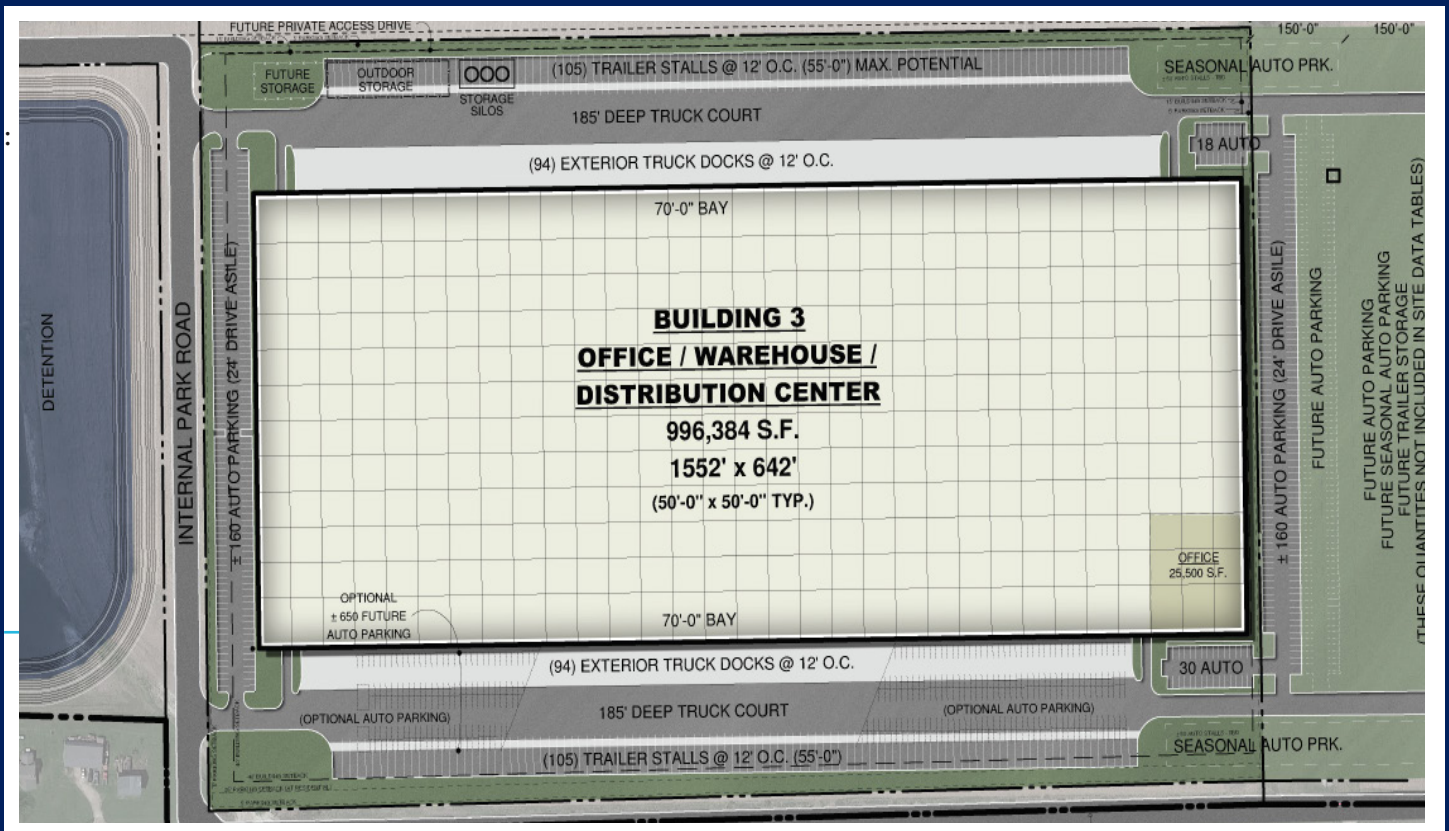 FUTURE PRIVATE ACCESS DRIVE
150'-0"
150'-0"
FUTURE
STORAGE
OUTDOOR
STORAGE
STORAGE
SILOS
(105) TRAILER STALLS @ 12' O.C. (55'-0") MAX. POTENTIAL
SEASONAL AUTO PRK.
185' DEEP TRUCK COURT
18 AUTO
(94) EXTERIOR TRUCK DOCKS @ 12' O.C.
70'-0" BAY
DETENTION
INTERNAL PARK ROAD
± 160 AUTO PARKING (24' DRIVE ASILE)
BUILDING 3
OFFICE / WAREHOUSE /
DISTRIBUTION CENTER
996,384 S.F.
1552' x 642'
(50'-0" x 50'-0" TYP.)
OFFICE
25,500 S.F.
± 160 AUTO PARKING (24' DRIVE ASILE)
FUTURE AUTO PARKING
FUTURE AUTO PARKING
FUTURE SEASONAL AUTO PARKING
FUTURE TRAILER STORAGE
(THESE QUANTITES NOT INCLUDED IN SITE DATA TABLES)
OPTIONAL
± 650 FUTURE
AUTO PARKING
70'-0" BAY
(94) EXTERIOR TRUCK DOCKS @ 12' O.C.
30 AUTO
(OPTIONAL AUTO PARKING)
185' DEEP TRUCK COURT
(OPTIONAL AUTO PARKING)
(105) TRAILER STALLS @ 12' O.C. (55'-0")
SEASONAL AUTO PRK.